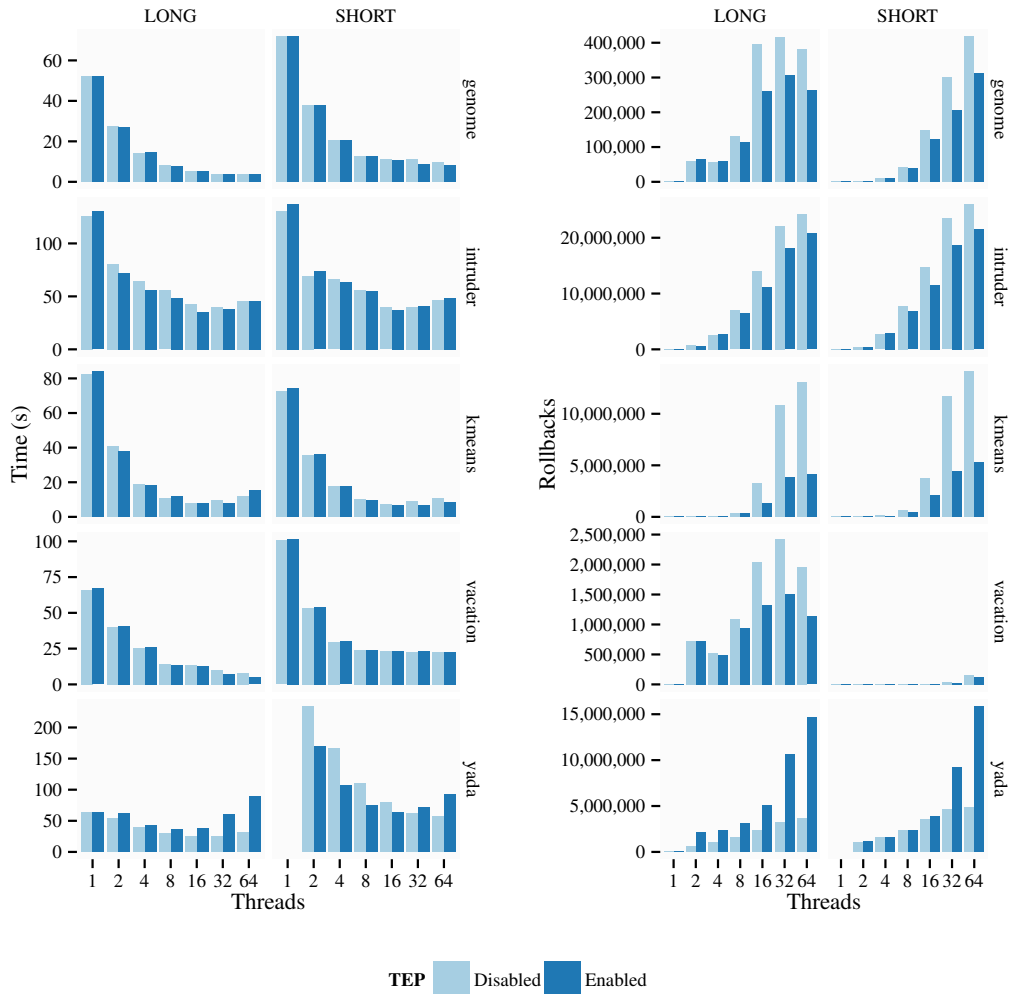 LONG SHORT LONG SHORT
60
40
20
0
genome
400,000
300,000
200,000
100,000
0
genome
100
50
0
intruder
20,000,000
10,000,000
0
intruder
80
60
40
20
0
kmeans
10,000,000
5,000,000
0
kmeans
100
75
50
25
0
vacation
2,500,000
2,000,000
1,500,000
1,000,000
500,000
0
vacation
200
150
100
50
0
yada
15,000,000
10,000,000
5,000,000
0
yada
Time (s)
Rollbacks
1 2 4 8 16 32 64 1 2 4 8 16 32 64
1 2 4 8 16 32 64 1 2 4 8 16 32 64
Threads
Threads
TEP Disabled Enabled